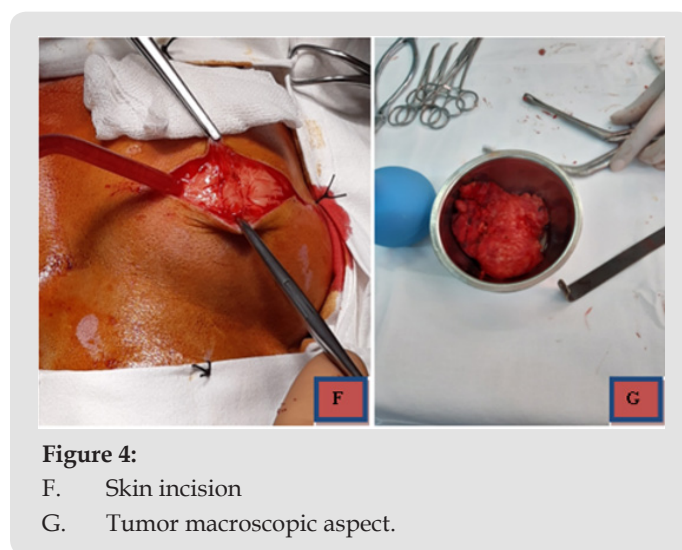 F
G
Figure 4:
F. Skin incision
G. Tumor macroscopic aspect.